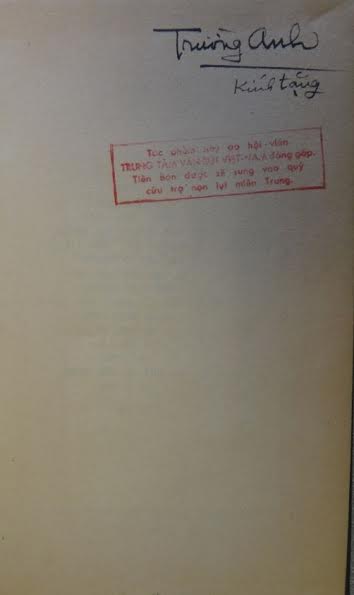 Trường Anh
Kính tặng
Tác phẩm này do hội viên
TRUNG TÂM VĂN BÚT VIỆT-NAM đóng góp.
Tiền bán được sẽ sung vào quỹ
cứu trợ nạn lụt miền Trung.